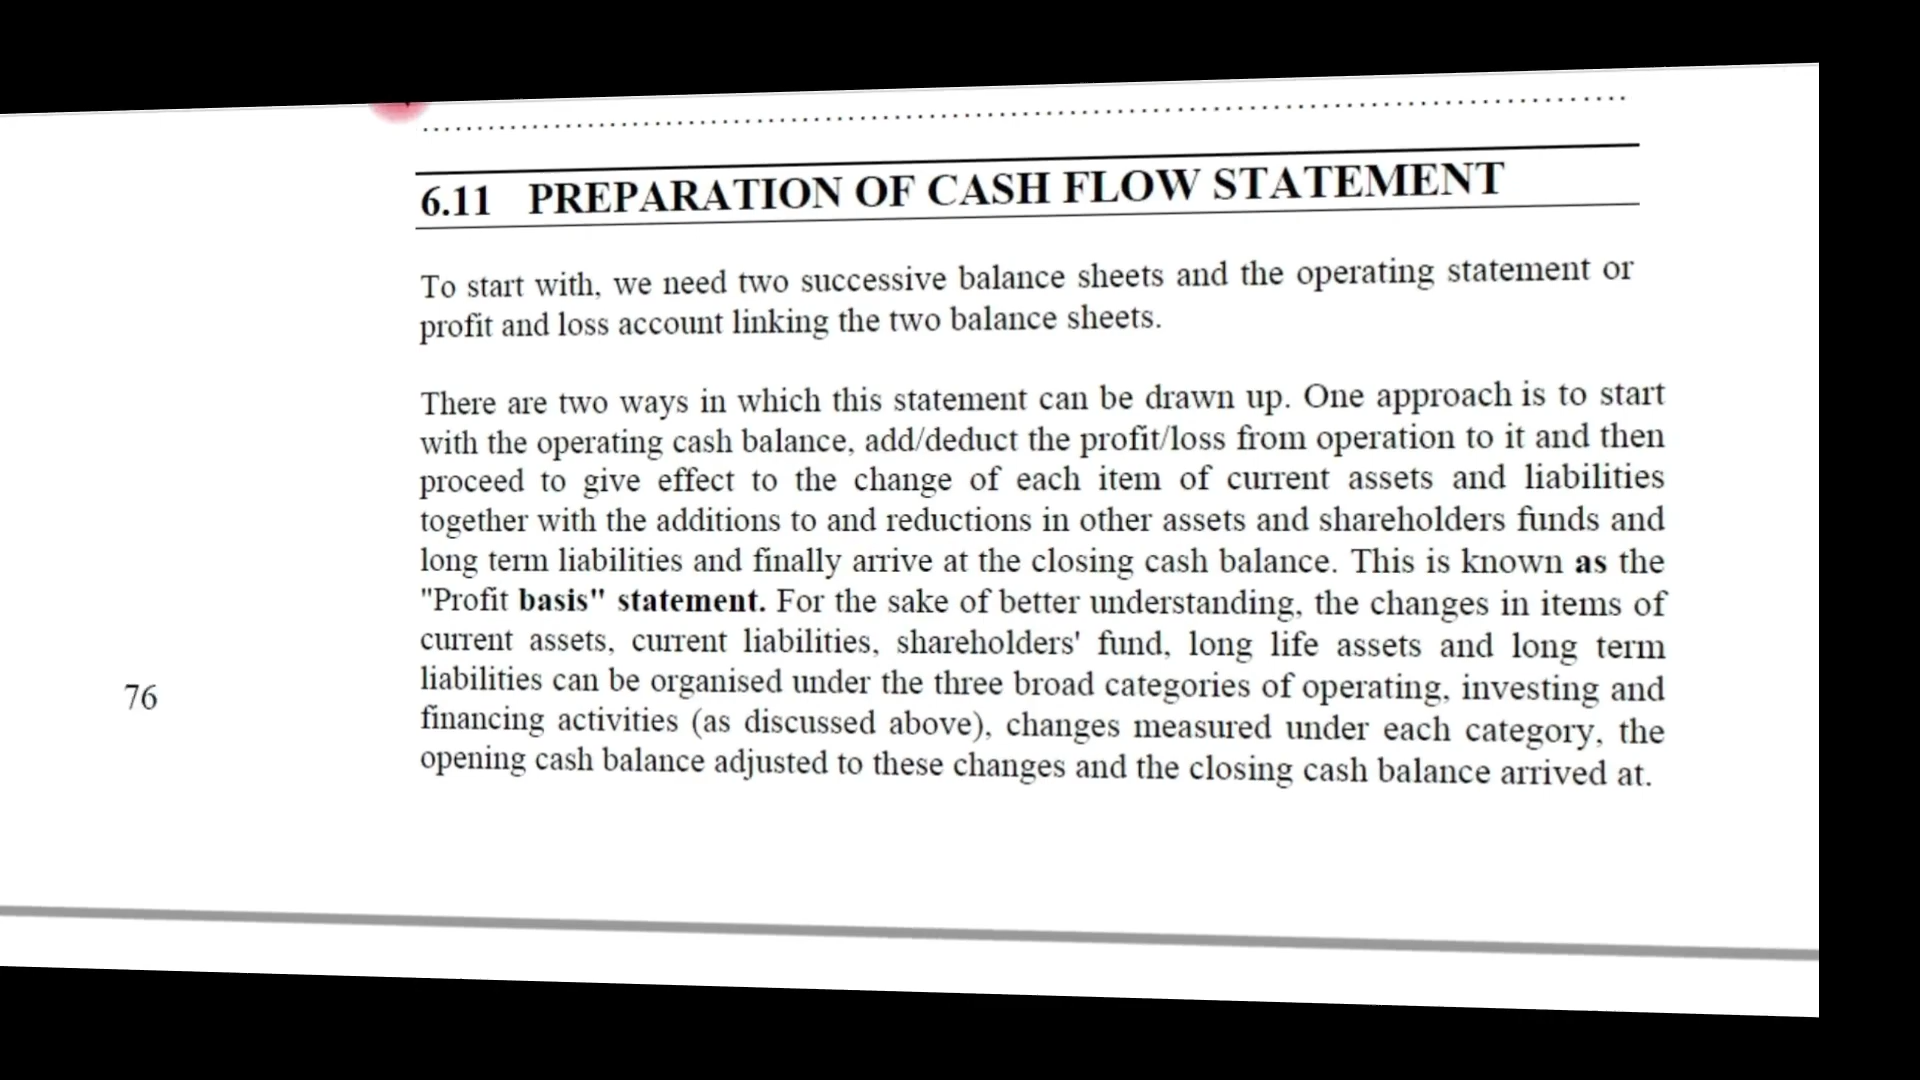 6.11 PREPARATION OF CASH FLOW STATEMENT
To start with, we need two successive balance sheets and the operating statement or
profit and loss account linking the two balance sheets.
There are two ways in which this statement can be drawn up. One approach is to start
with the operating cash balance, add/deduct the profit/loss from operation to it and then
proceed to give effect to the change of each item of current assets and liabilities
together with the additions to and reductions in other assets and shareholders funds and
long term liabilities and finally arrive at the closing cash balance. This is known as the
"Profit basis" statement. For the sake of better understanding, the changes in items of
current assets, current liabilities, shareholders' fund, long life assets and long term
liabilities can be organised under the three broad categories of operating, investing and
financing activities (as discussed above), changes measured under each category, the
opening cash balance adjusted to these changes and the closing cash balance arrived at.
76